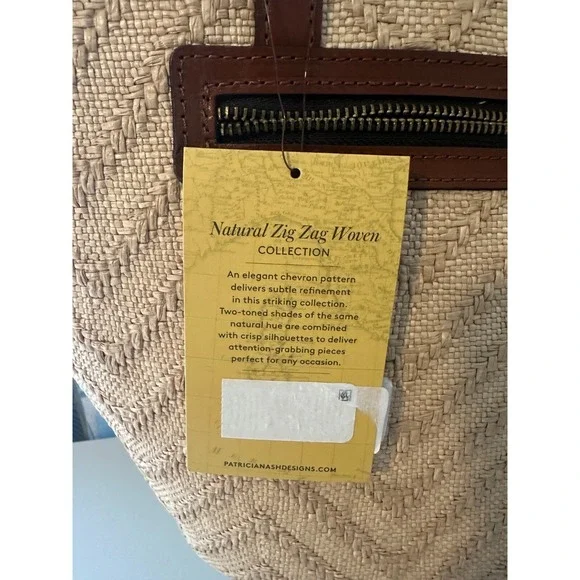 Natural Zig Zag Woven
COLLECTION
An elegant chevron pattern
delivers subtle refinement
in this striking collection.
Two-toned shades of the same
natural hue are combined
with crisp silhouettes to deliver
attention-grabbing pieces
perfect for any occasion.
PATRICIANASHDESIGNS.COM